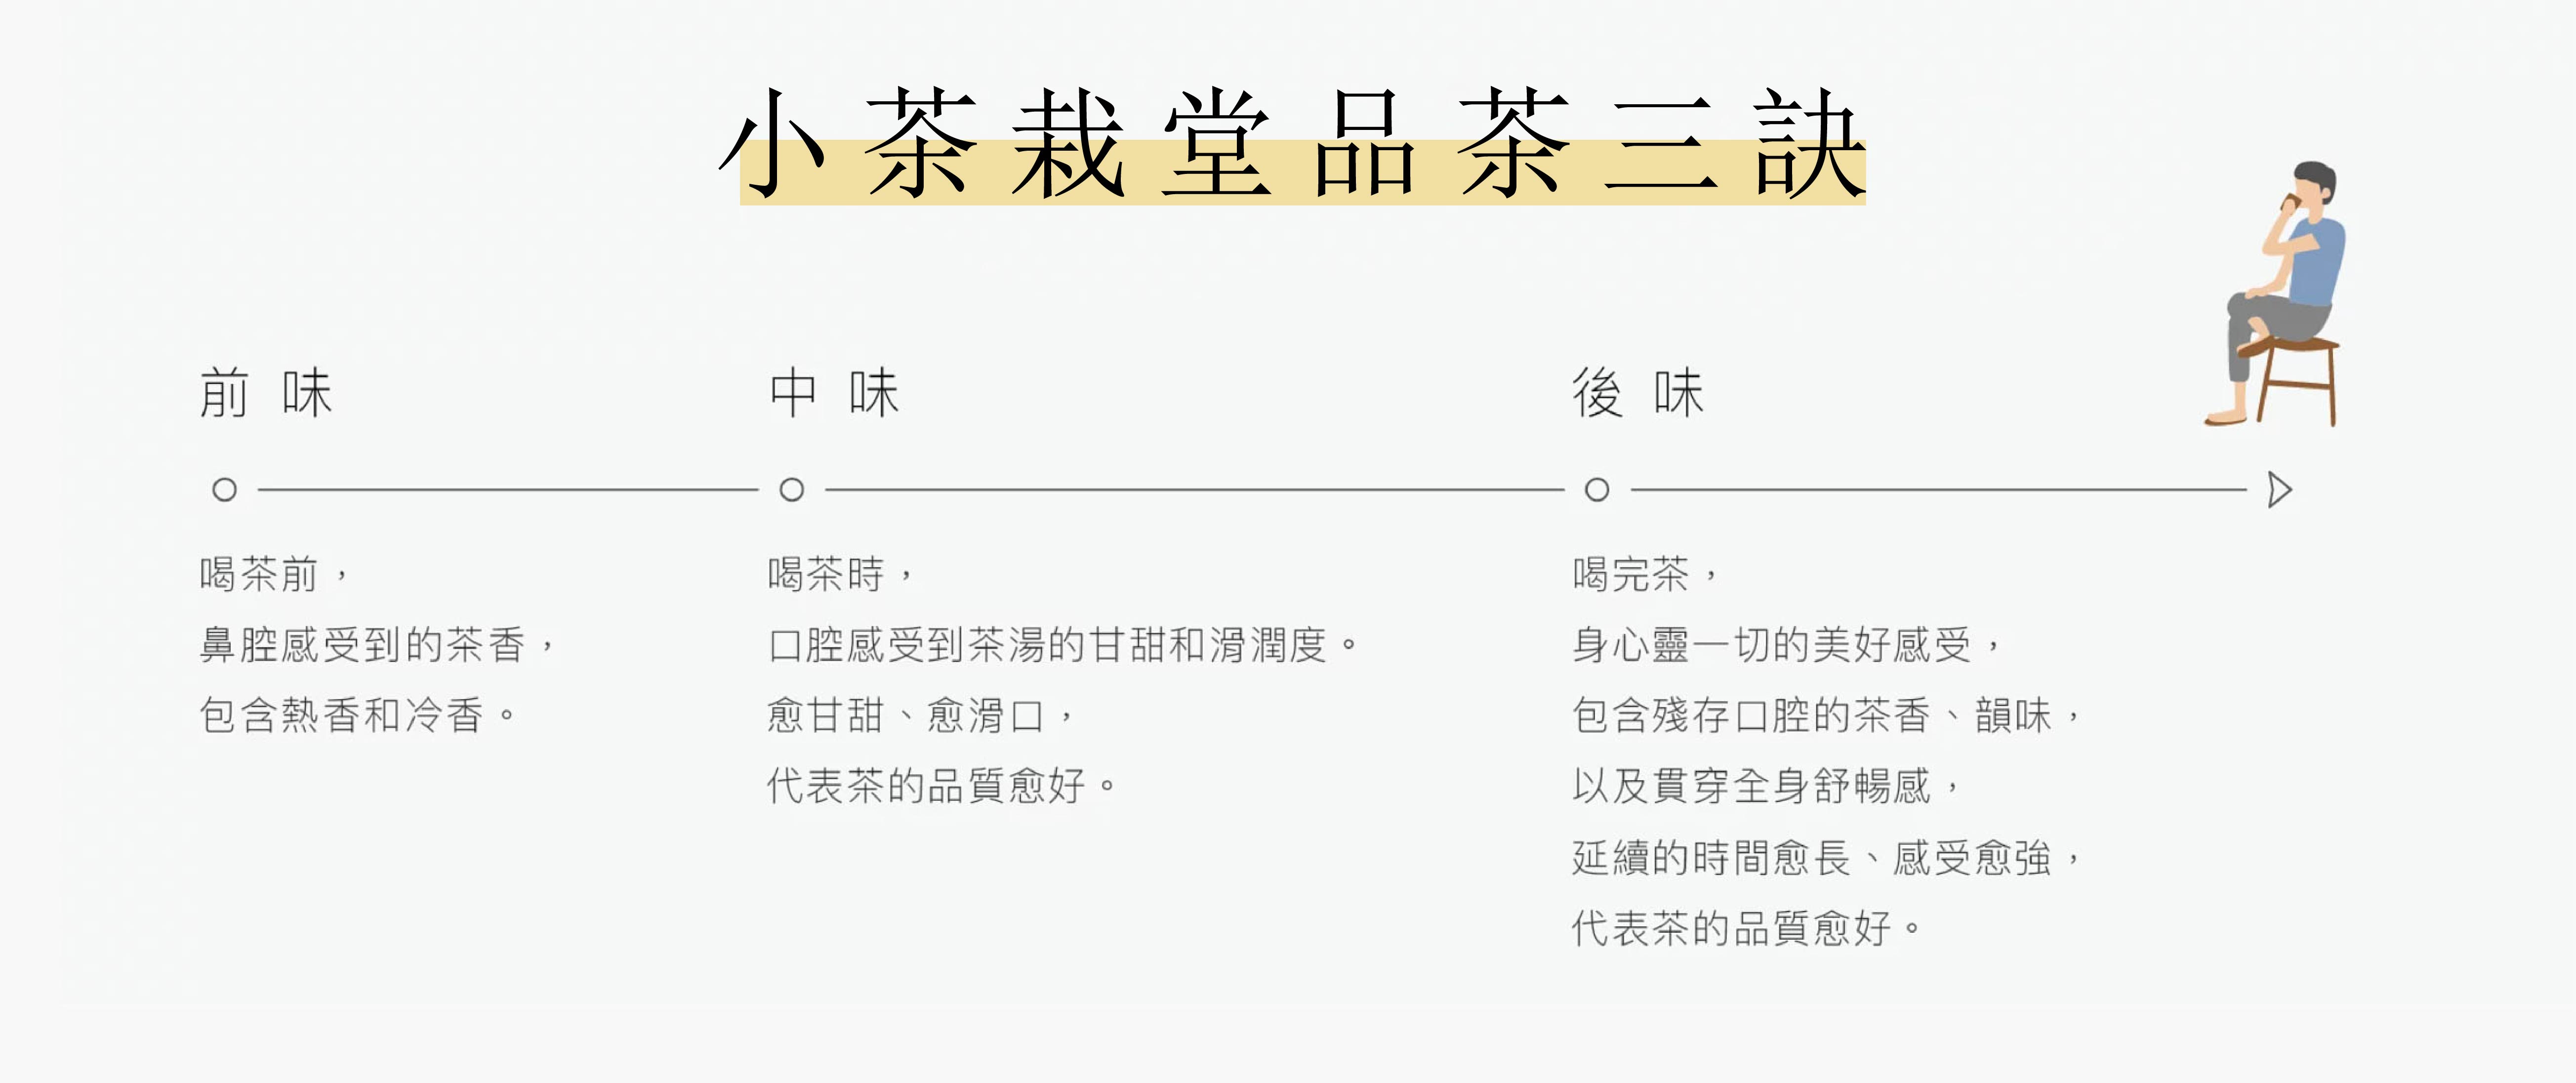 小茶栽堂品茶三訣
前味
喝茶前，
鼻腔感受到的茶香，
包含熱香和冷香。
中味
喝茶時，
口腔感受到茶湯的甘甜和滑潤度。
愈甘甜、愈滑口，
代表茶的品質愈好。
後味
喝完茶，
身心靈一切的美好感受，
包含殘存口腔的茶香、韻味，
以及貫穿全身舒暢感，
延續的時間愈長、感受愈強，
代表茶的品質愈好。